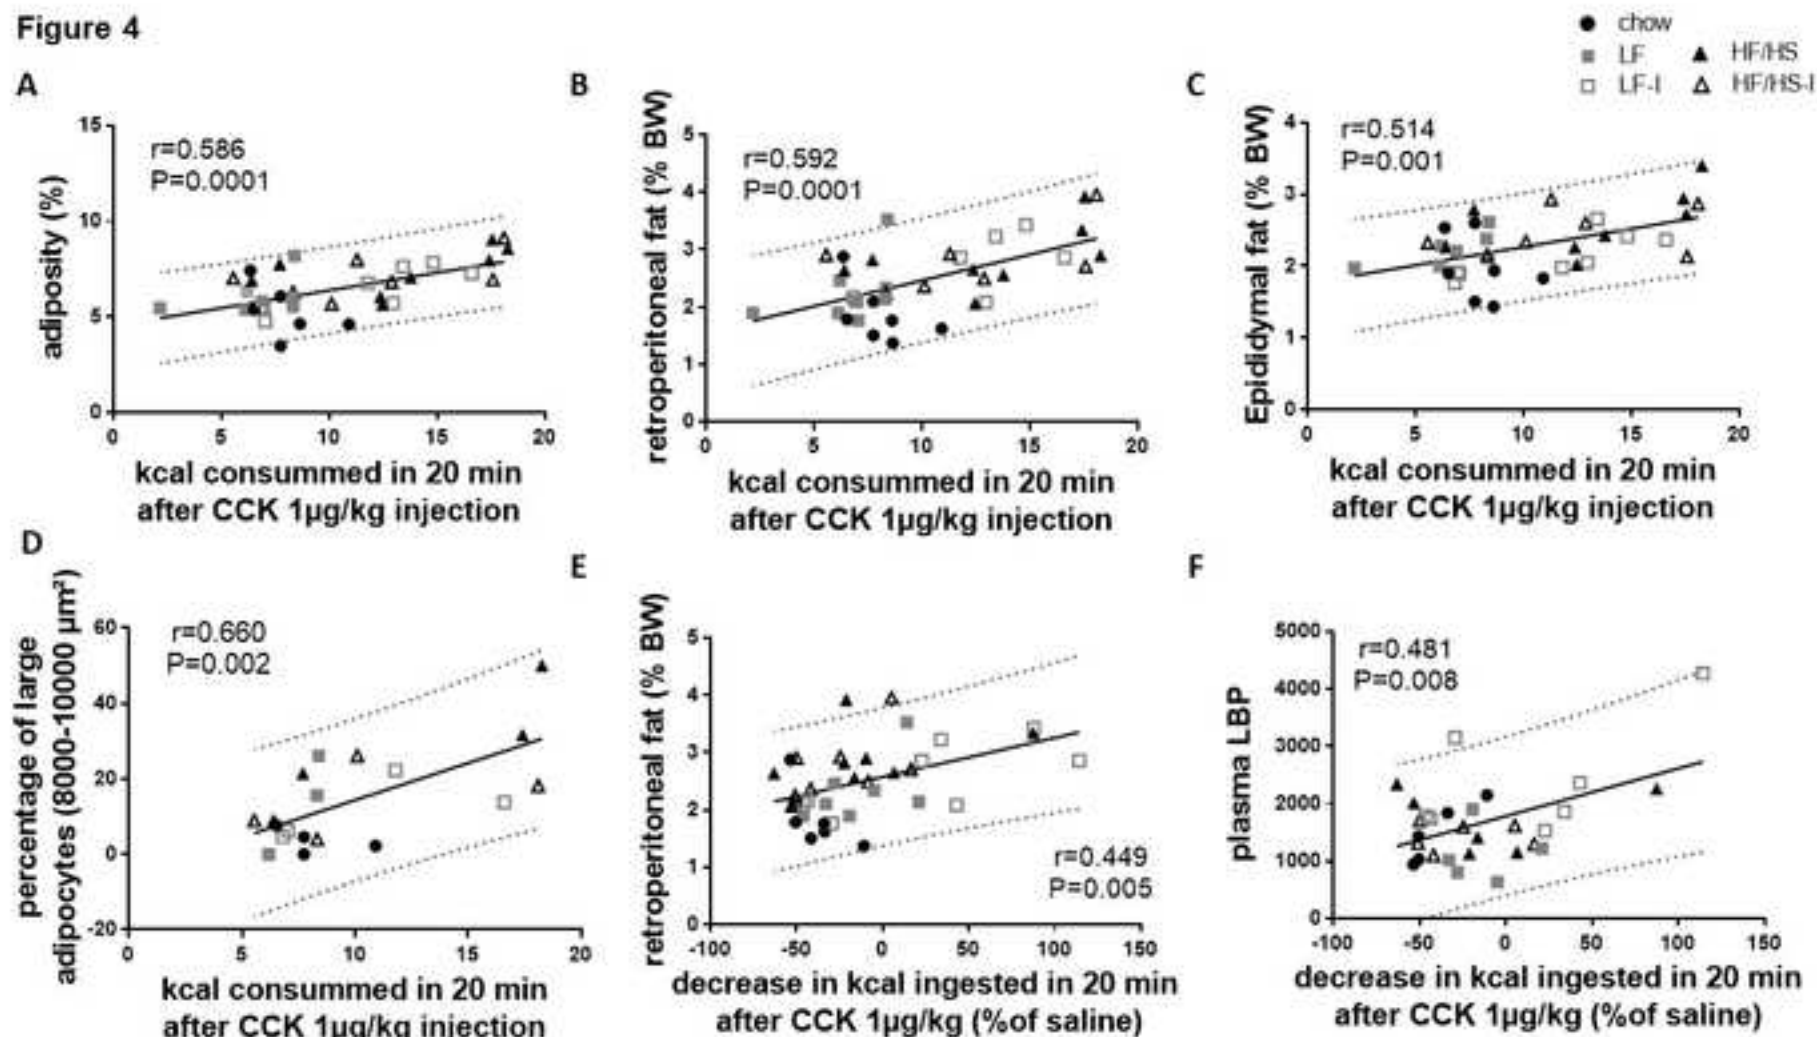 Figure 4
chow
LF
HF/HS
LF-I
HF/HS-I
A
adiposity (%)
15
10
5
0
r=0.586
P=0.0001
0 5 10 15 20
kcal consummed in 20 min
after CCK 1µg/kg injection
B
retroperitoneal fat (% BW)
5
4
3
2
1
0
r=0.592
P=0.0001
0 5 10 15 20
kcal consummed in 20 min
after CCK 1µg/kg injection
C
Epididymal fat (% BW)
4
3
2
1
0
r=0.514
P=0.001
0 5 10 15 20
kcal consummed in 20 min
after CCK 1µg/kg injection
D
percentage of large
adipocytes (8000-10000 µm²)
60
40
20
0
-20
r=0.660
P=0.002
0 5 10 15 20
kcal consummed in 20 min
after CCK 1µg/kg injection
E
retroperitoneal fat (% BW)
5
4
3
2
1
0
r=0.449
P=0.005
-100 -50 0 50 100 150
decrease in kcal ingested in 20 min
after CCK 1µg/kg (%of saline)
F
plasma LBP
5000
4000
3000
2000
1000
0
r=0.481
P=0.008
-100 -50 0 50 100 150
decrease in kcal ingested in 20 min
after CCK 1µg/kg (%of saline)